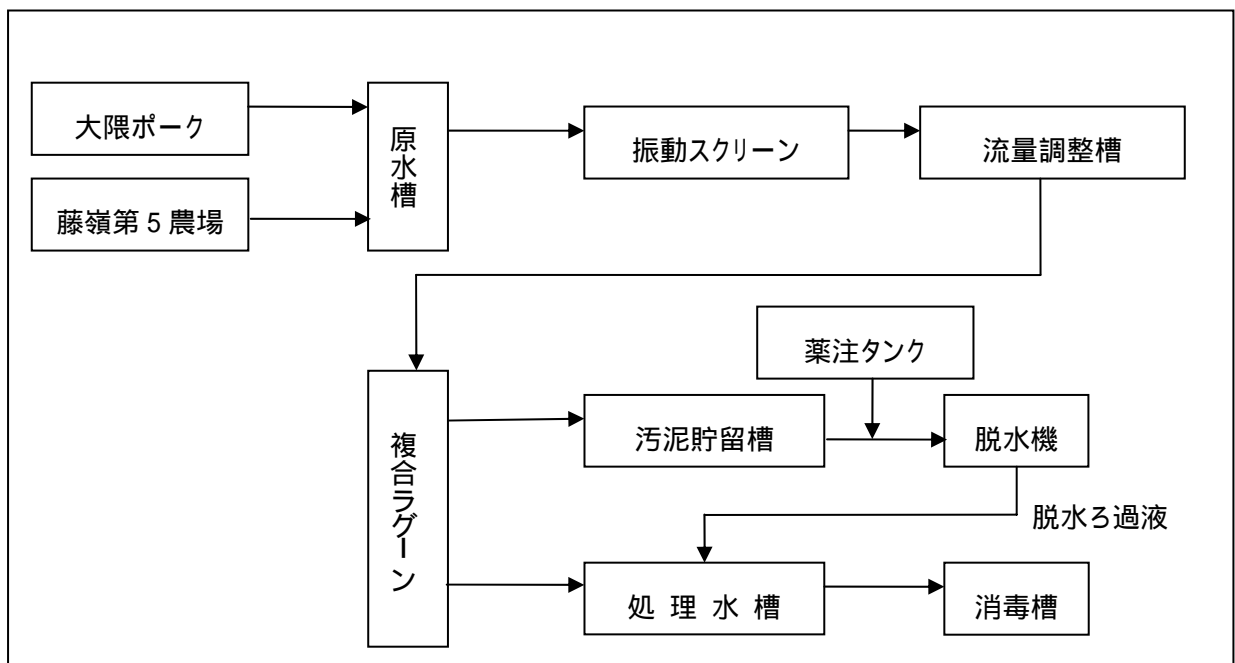 大隈ポーク
原水槽
振動スクリーン
流量調整槽
藤嶺第5農場
薬注タンク
複合ラグーン
汚泥貯留槽
脱水機
脱水ろ過液
処理水槽
消毒槽